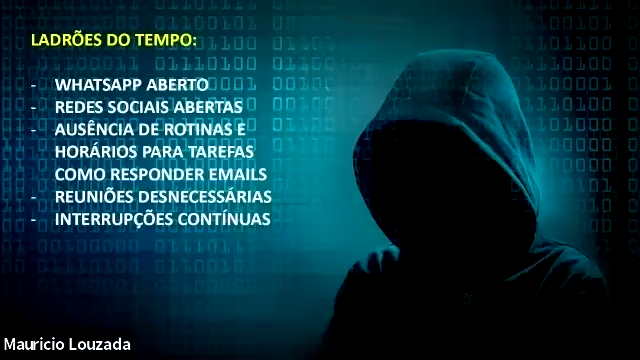 LADRÕES DO TEMPO:
- WHATSAPP ABERTO
- REDES SOCIAIS ABERTAS
- AUSÊNCIA DE ROTINAS E
HORÁRIOS PARA TAREFAS
COMO RESPONDER EMAILS
- REUNIÕES DESNECESSÁRIAS
- INTERRUPÇÕES CONTÍNUAS
Mauricio Louzada